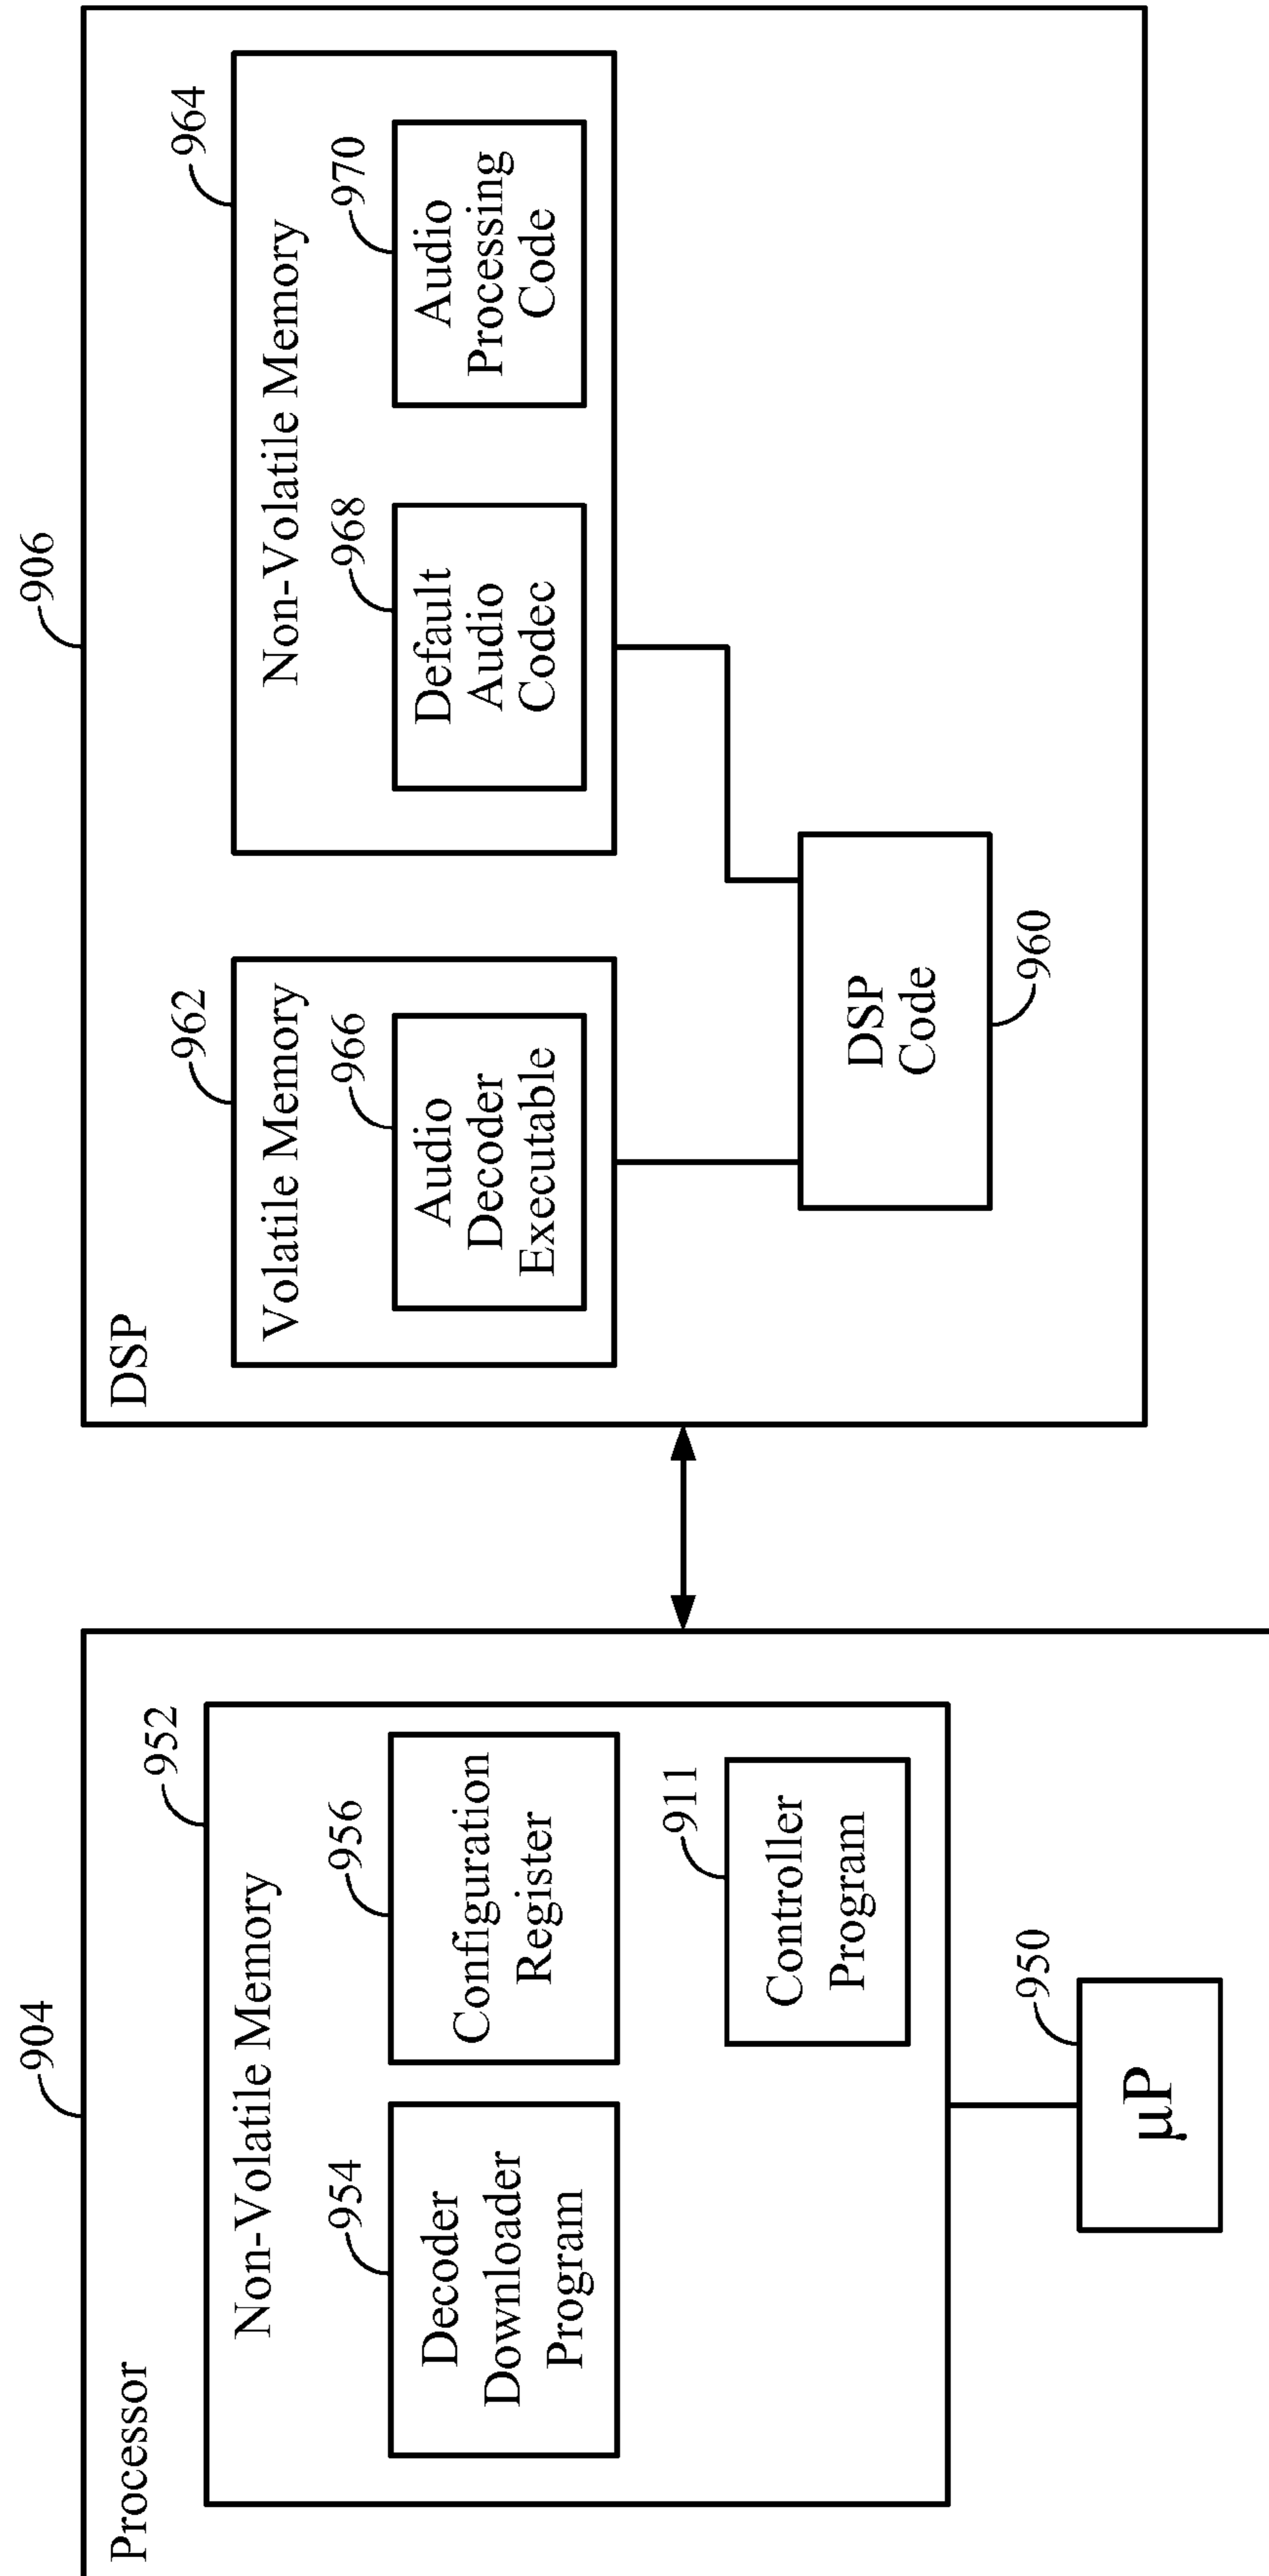 904
Processor
952
Non-Volatile Memory
954
Decoder
Downloader
Program
956
Configuration
Register
911
Controller
Program
950
µP
906
DSP
962
Volatile Memory
966
Audio
Decoder
Executable
964
Non-Volatile Memory
968
Default
Audio
Codec
970
Audio
Processing
Code
DSP
Code
960